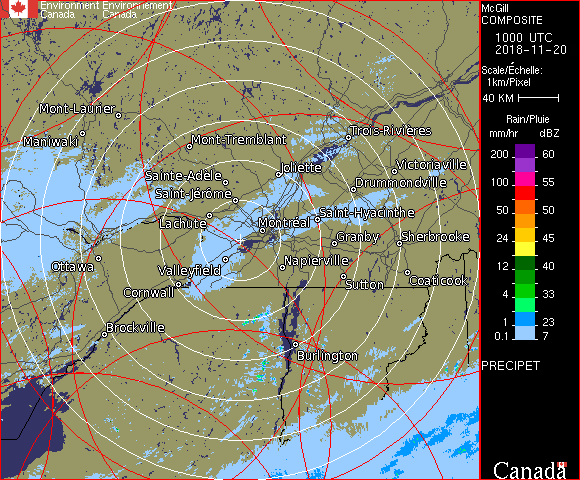 Environment Environnement
Canada Canada
McGill
COMPOSITE
1000 UTC
2018-11-20
Scale/Échelle:
1km/Pixel
40 KM
Rain/Pluie
mm/hr dBZ
200 60
100 55
50 50
24 45
12 40
4 33
1 23
0.1 7
PRECIPET
Canada
Mont-Laurier
Maniwaki
Mont-Tremblant
Trois-Rivières
Sainte-Adèle
Joliette
Victoriaville
Saint-Jérôme
Drummondville
Lachute
Montréal
Saint-Hyacinthe
Ottawa
Valleyfield
Granby
Sherbrooke
Napierville
Cornwall
Sutton
Coaticook
Brockville
Burlington